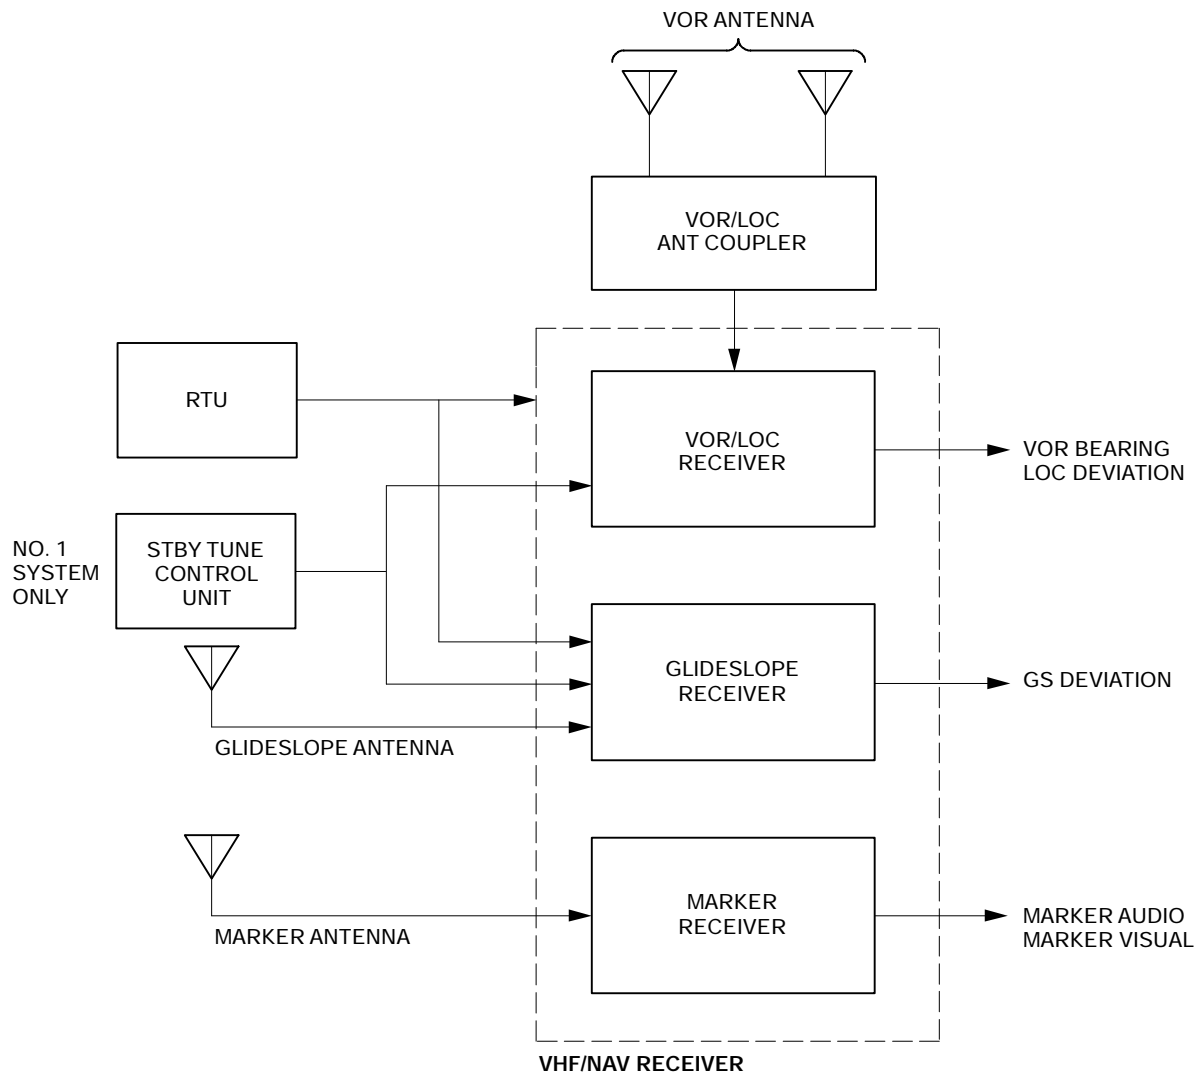 VOR ANTENNA
VOR/LOC
ANT COUPLER
RTU
VOR/LOC
RECEIVER
VOR BEARING
LOC DEVIATION
NO. 1
SYSTEM
ONLY
STBY TUNE
CONTROL
UNIT
GLIDESLOPE
RECEIVER
GS DEVIATION
GLIDESLOPE ANTENNA
MARKER
RECEIVER
MARKER AUDIO
MARKER VISUAL
MARKER ANTENNA
VHF/NAV RECEIVER